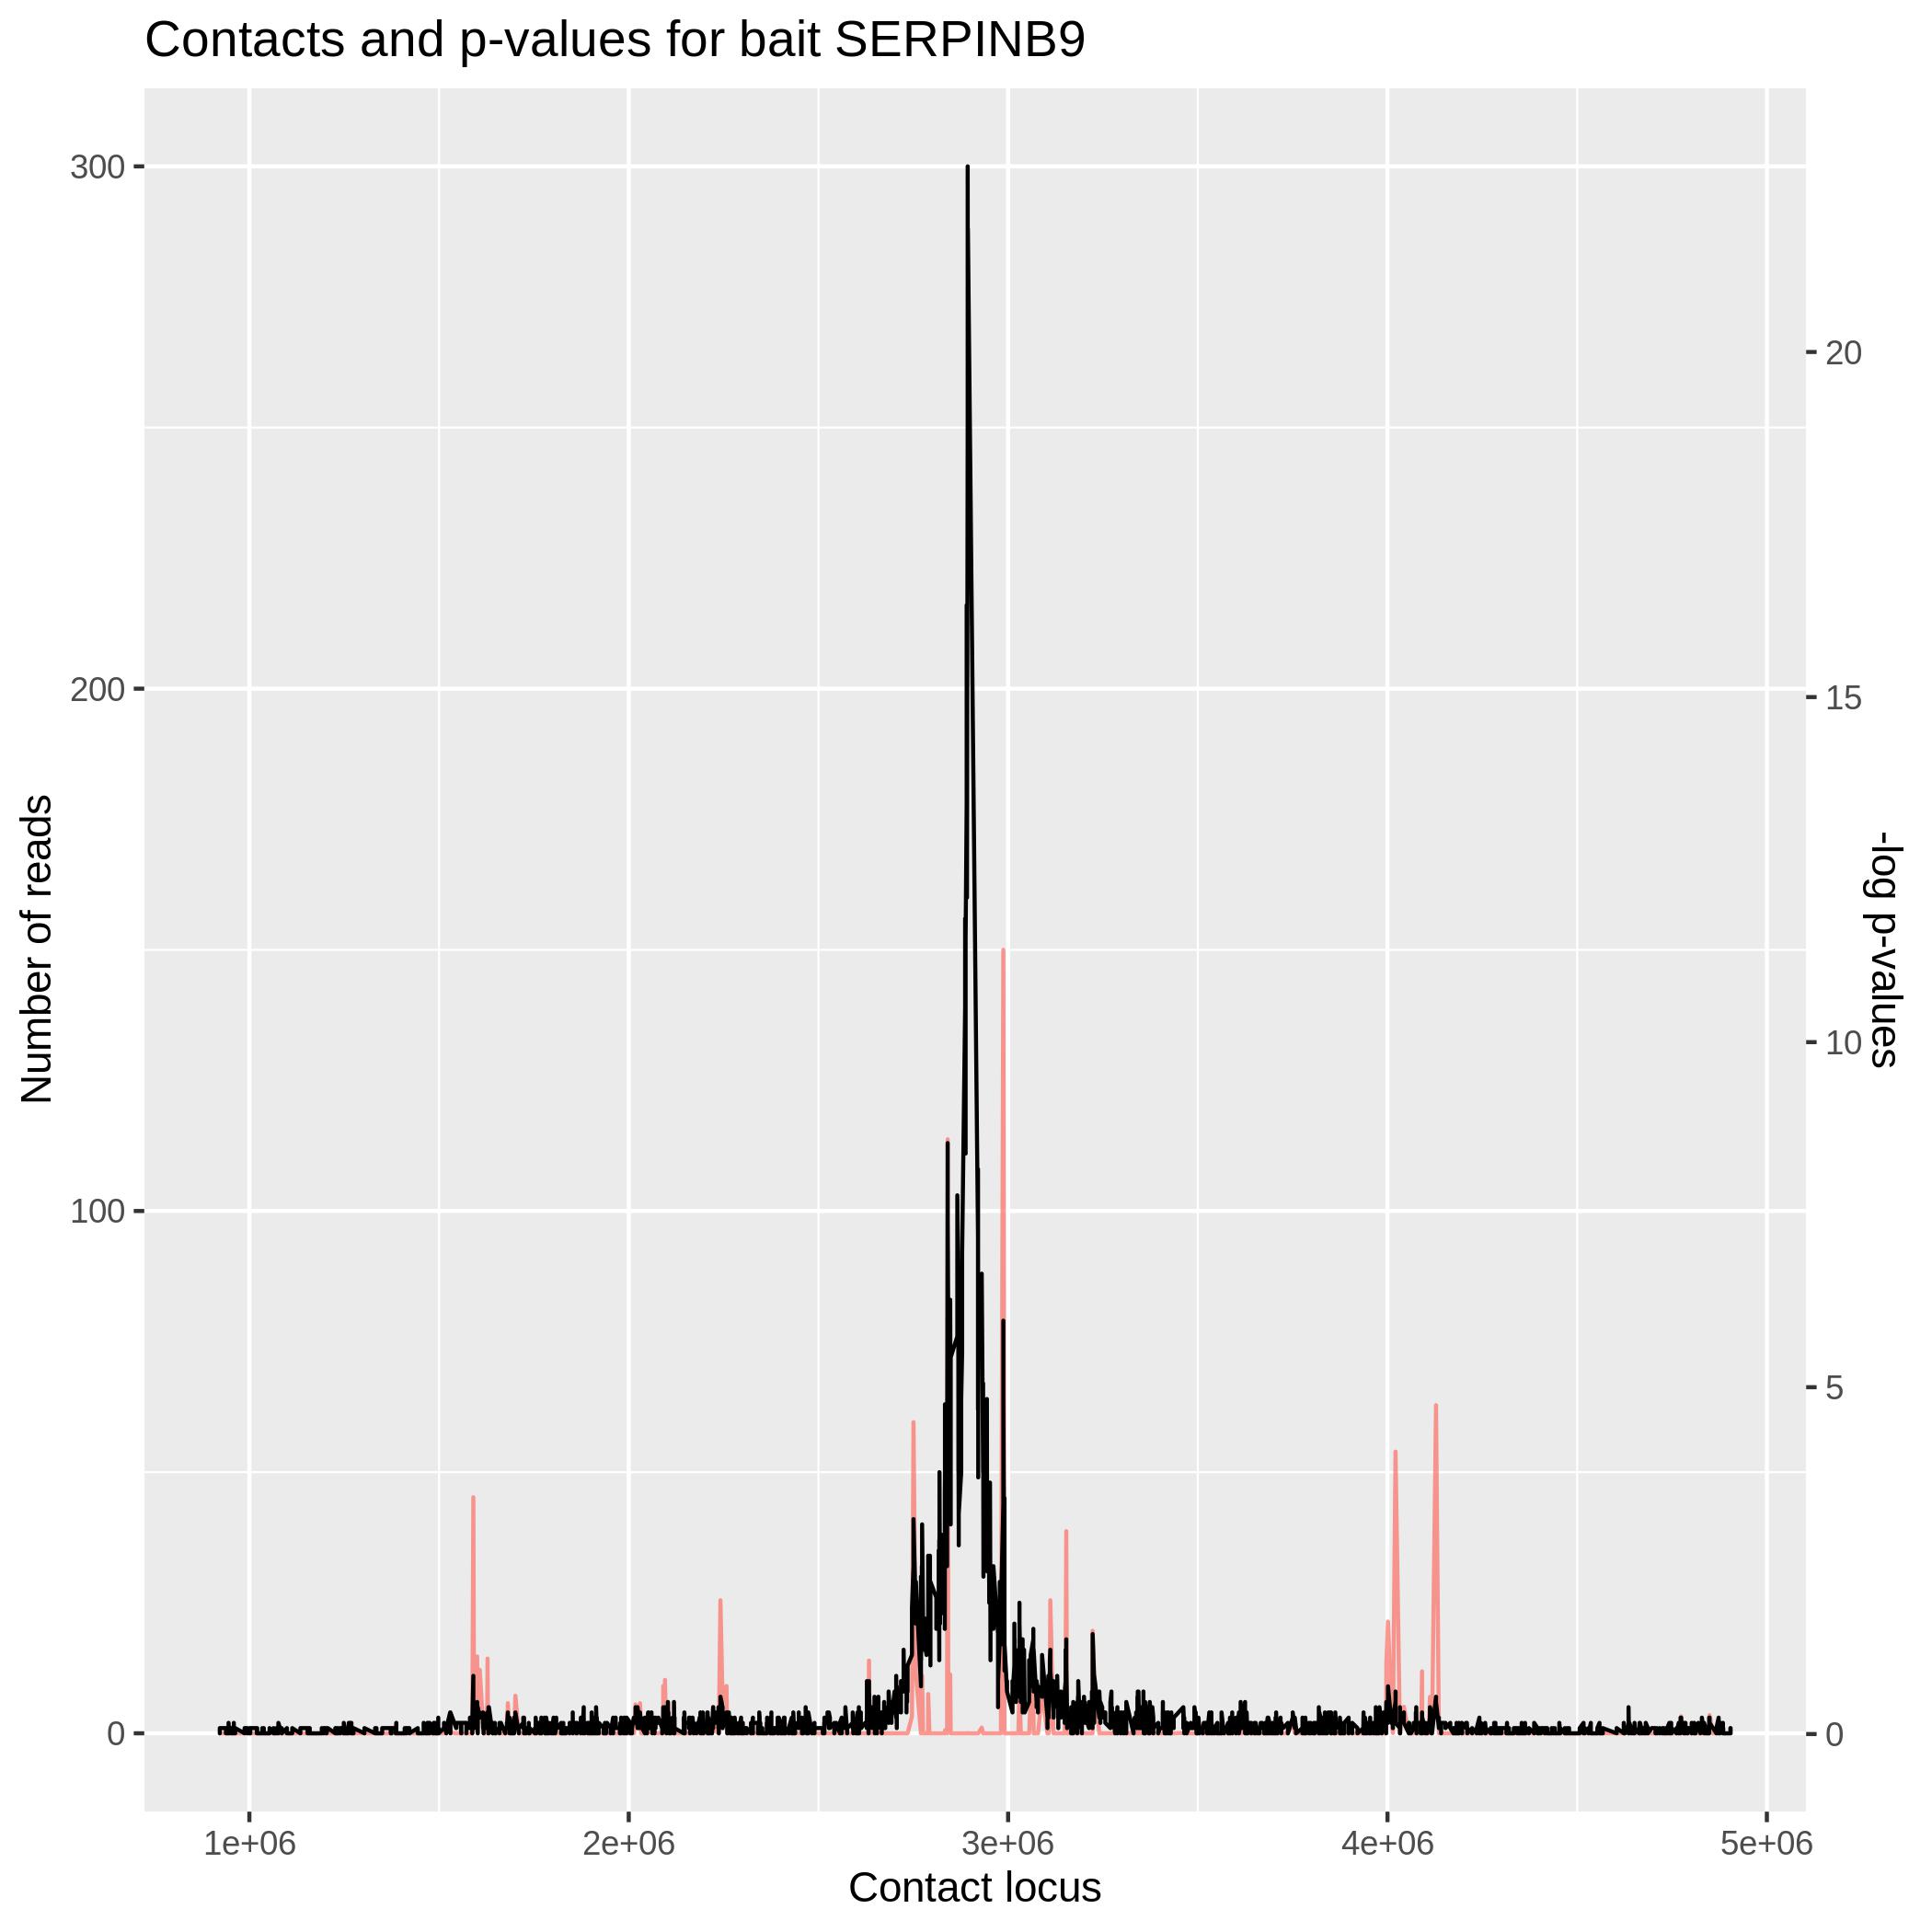 Contacts and p-values for bait SERPINB9
Number of reads
300
200
100
0
20
15
10
5
0
-log p-values
1e+06
2e+06
3e+06
4e+06
5e+06
Contact locus